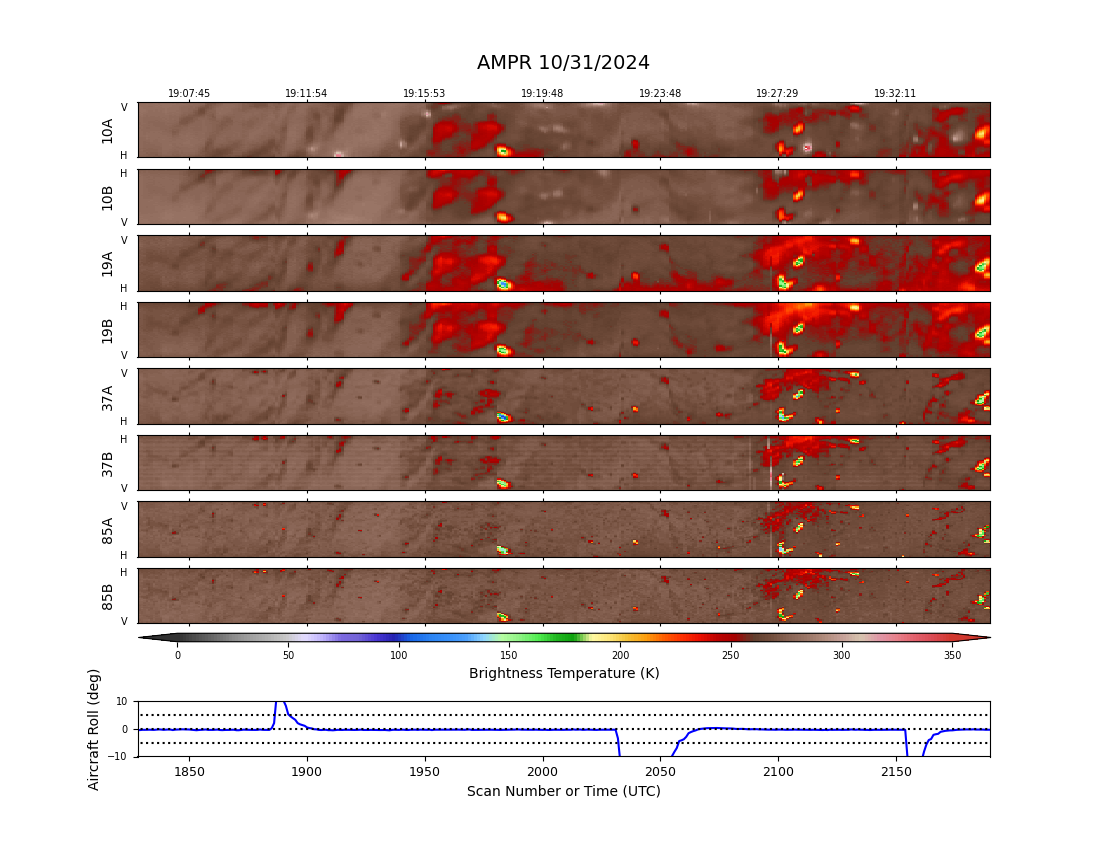 AMPR 10/31/2024
19:07:45 19:11:54 19:15:53 19:19:48 19:23:48 19:27:29 19:32:11
V
10A
H
H
10B
V
V
19A
H
H
19B
V
V
37A
H
H
37B
V
V
85A
H
H
85B
V
0 50 100 150 200 250 300 350
Brightness Temperature (K)
Aircraft Roll (deg)
10
0
−10
1850 1900 1950 2000 2050 2100 2150
Scan Number or Time (UTC)